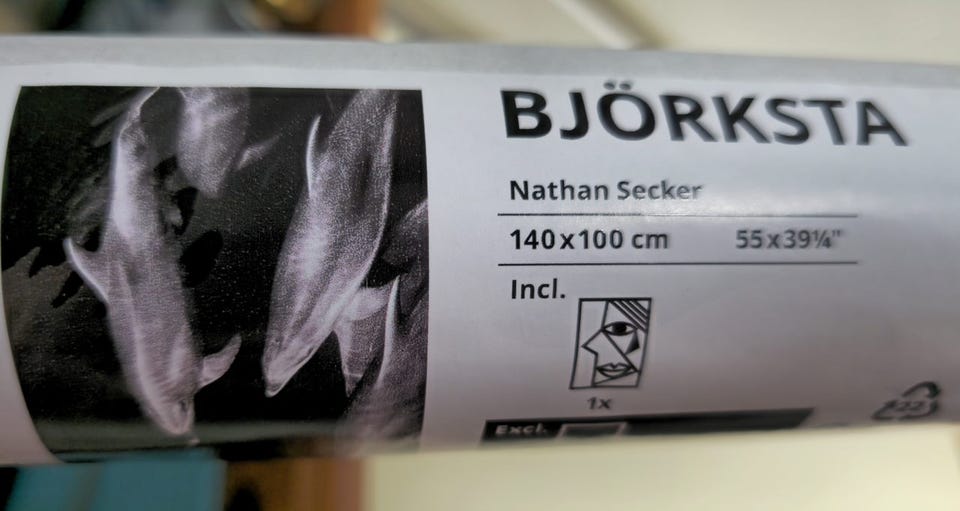 BJÖRKSTA
Nathan Secker
140x100 cm 55x39¼"
Incl.
1x
Excl.